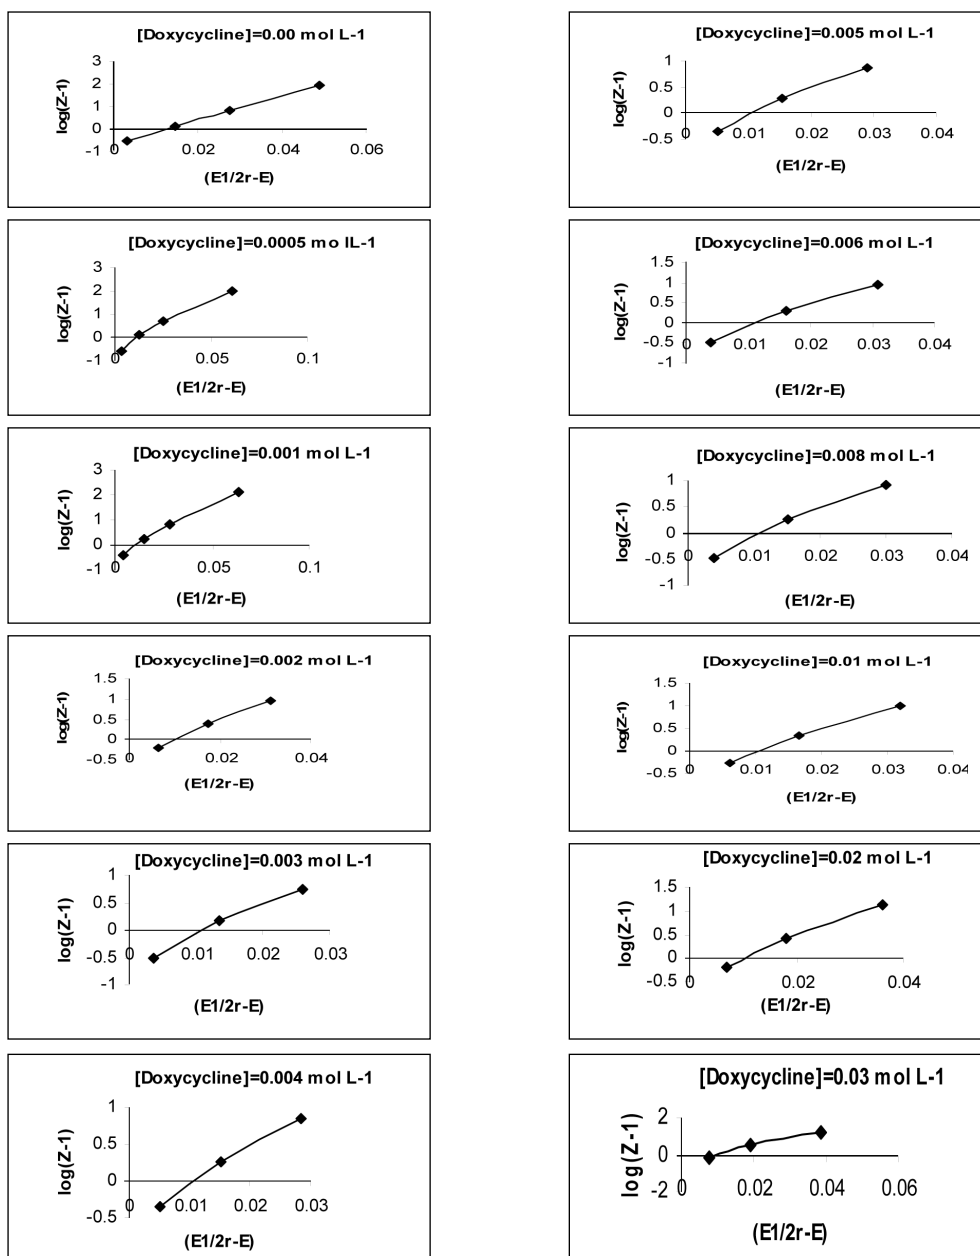 [Doxycycline]=0.00 mol L-1
3
2
1
0
-1
0
0.02
0.04
0.06
log(Z-1)
(E1/2r-E)
[Doxycycline]=0.0005 mo lL-1
3
2
1
0
-1
0
0.05
0.1
log(Z-1)
(E1/2r-E)
[Doxycycline]=0.001 mol L-1
3
2
1
0
-1
0
0.05
0.1
log(Z-1)
(E1/2r-E)
[Doxycycline]=0.002 mol L-1
1.5
1
0.5
0
-0.5
0
0.02
0.04
log(Z-1)
(E1/2r-E)
[Doxycycline]=0.003 mol L-1
1
0.5
0
-0.5
-1
0
0.01
0.02
0.03
log(Z-1)
(E1/2r-E)
[Doxycycline]=0.004 mol L-1
1
0.5
0
-0.5
0
0.01
0.02
0.03
log(Z-1)
(E1/2r-E)
[Doxycycline]=0.005 mol L-1
1
0.5
0
-0.5
0
0.01
0.02
0.03
0.04
log(Z-1)
(E1/2r-E)
[Doxycycline]=0.006 mol L-1
1.5
1
0.5
0
-0.5
-1
0
0.01
0.02
0.03
0.04
log(Z-1)
(E1/2r-E)
[Doxycycline]=0.008 mol L-1
1
0.5
0
-0.5
-1
0
0.01
0.02
0.03
0.04
log(Z-1)
(E1/2r-E)
[Doxycycline]=0.01 mol L-1
1.5
1
0.5
0
-0.5
0
0.01
0.02
0.03
0.04
log(Z-1)
(E1/2r-E)
[Doxycycline]=0.02 mol L-1
1.5
1
0.5
0
-0.5
0
0.02
0.04
log(Z-1)
(E1/2r-E)
[Doxycycline]=0.03 mol L-1
2
0
-2
0
0.02
0.04
0.06
log(Z-1)
(E1/2r-E)